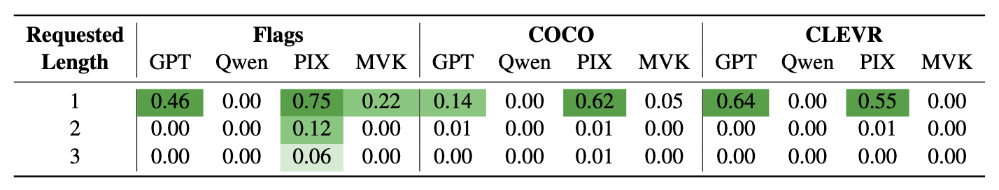 Requested Flags COCO CLEVR
Length GPT Qwen PIX MVK GPT Qwen PIX MVK GPT Qwen PIX MVK
1 0.46 0.00 0.75 0.22 0.14 0.00 0.62 0.05 0.64 0.00 0.55 0.00
2 0.00 0.00 0.12 0.00 0.01 0.00 0.01 0.00 0.00 0.00 0.01 0.00
3 0.00 0.00 0.06 0.00 0.00 0.00 0.01 0.00 0.00 0.00 0.00 0.00